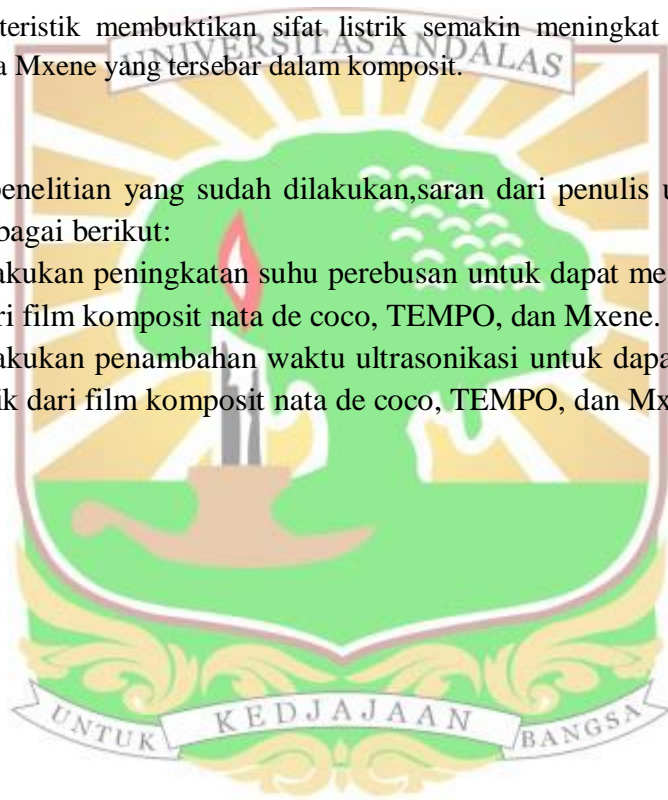 teristik membuktikan sifat listrik semakin meningkat
UNIVERSITAS ANDALAS
a Mxene yang tersebar dalam komposit.
penelitian yang sudah dilakukan,saran dari penulis
bagai berikut:
akukan peningkatan suhu perebusan untuk dapat me
ri film komposit nata de coco, TEMPO, dan Mxene.
akukan penambahan waktu ultrasonikasi untuk dapa
ik dari film komposit nata de coco, TEMPO, dan Mx
UNTUK KEDJAJAAN BANGSA